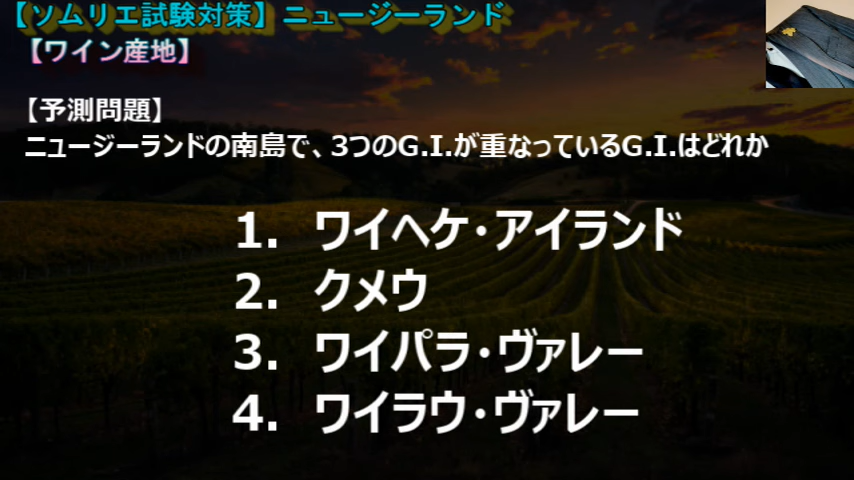 【ソムリエ試験対策】ニュージーランド
【ワイン産地】
【予測問題】
ニュージーランドの南島で、3つのG.I.が重なっているG.I.はどれか
1. ワイヘケ・アイランド
2. クメウ
3. ワイパラ・ヴァレー
4. ワイラウ・ヴァレー